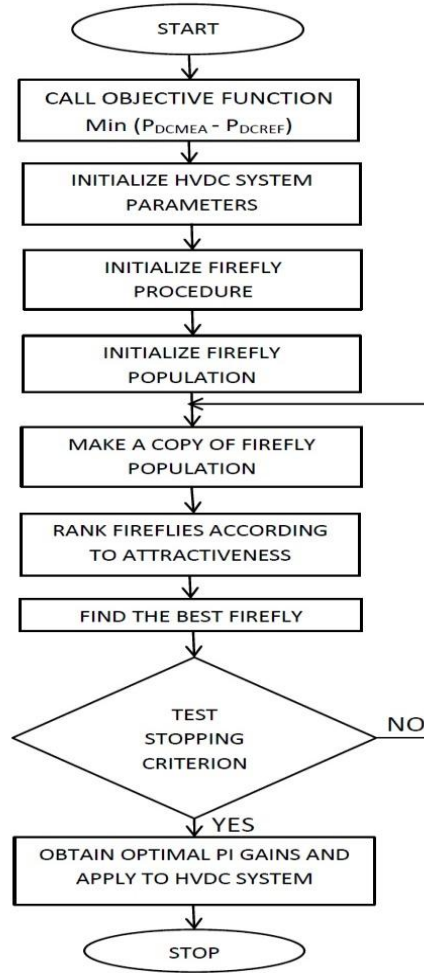 START
CALL OBJECTIVE FUNCTION
Min (PDCMEA - PDCREF)
INITIALIZE HVDC SYSTEM
PARAMETERS
INITIALIZE FIREFLY
PROCEDURE
INITIALIZE FIREFLY
POPULATION
MAKE A COPY OF FIREFLY
POPULATION
RANK FIREFLIES ACCORDING
TO ATTRACTIVENESS
FIND THE BEST FIREFLY
TEST
STOPPING
CRITERION
NO
YES
OBTAIN OPTIMAL PI GAINS AND
APPLY TO HVDC SYSTEM
STOP